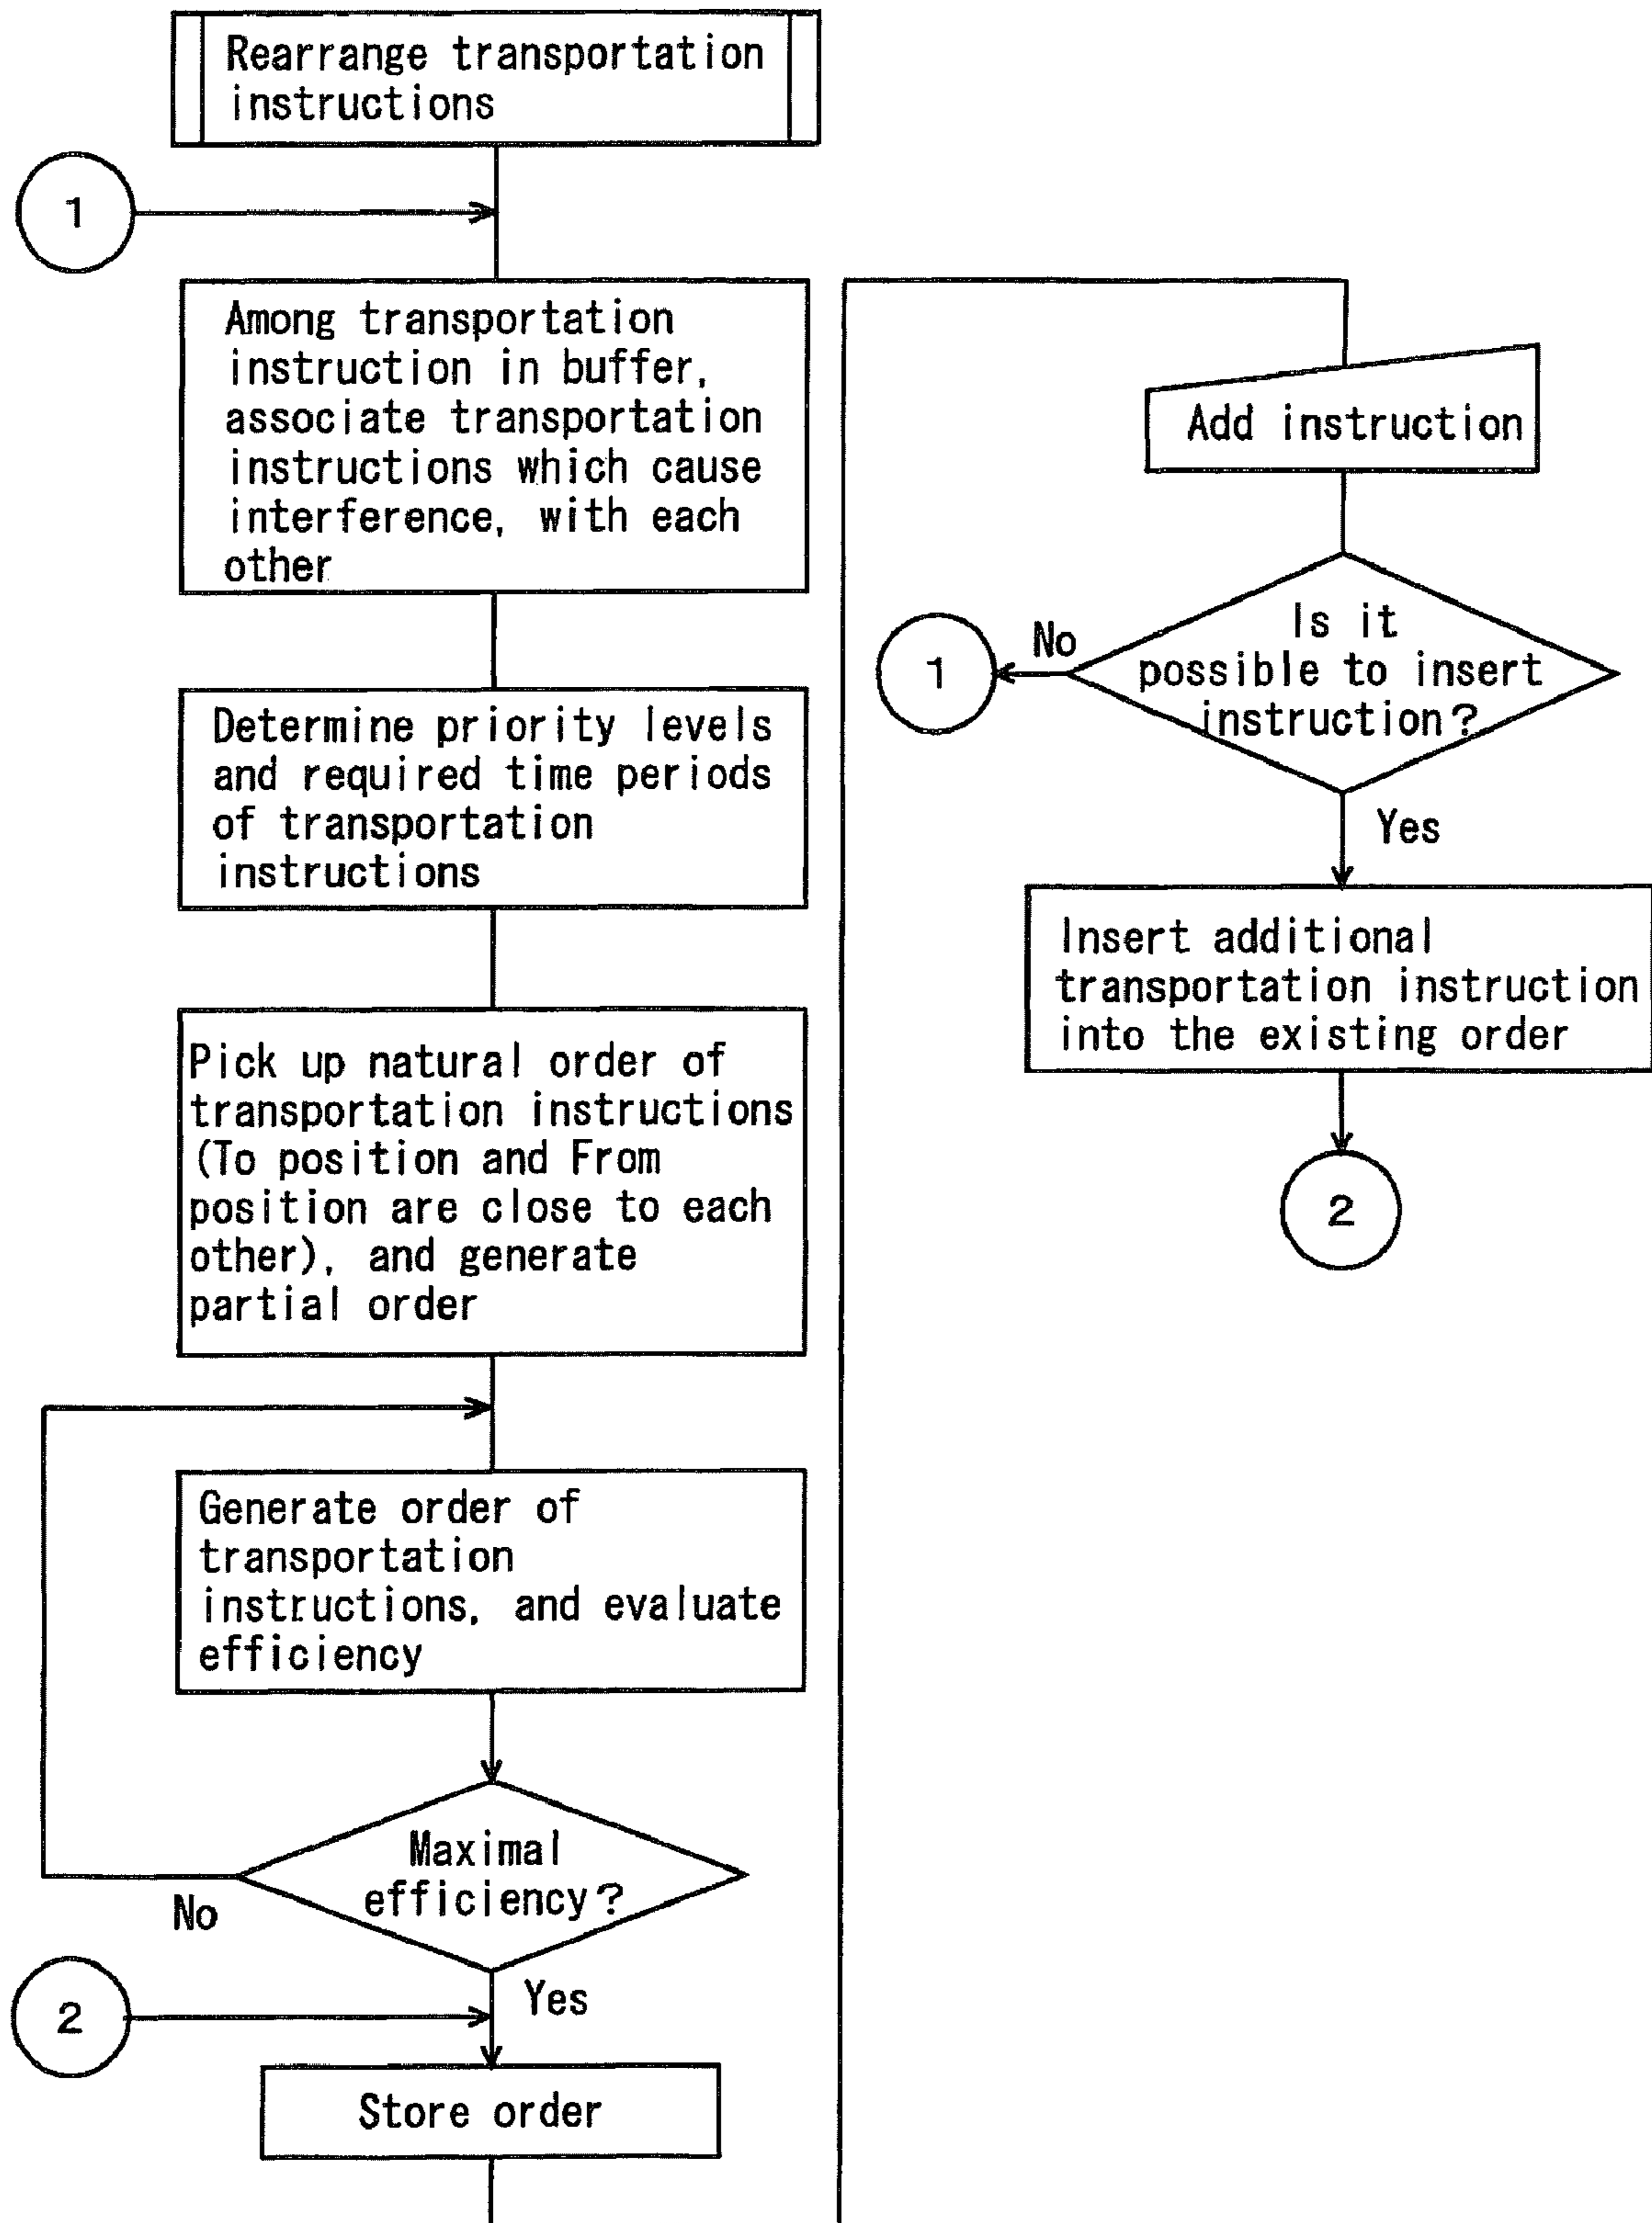 Rearrange transportation
instructions
1
Among transportation
instruction in buffer,
associate transportation
instructions which cause
interference, with each
other
Determine priority levels
and required time periods
of transportation
instructions
Pick up natural order of
transportation instructions
(To position and From
position are close to each
other), and generate
partial order
Generate order of
transportation
instructions, and evaluate
efficiency
Maximal
efficiency?
No
Yes
2
Store order
Add instruction
Is it
possible to insert
instruction?
No
1
Yes
Insert additional
transportation instruction
into the existing order
2